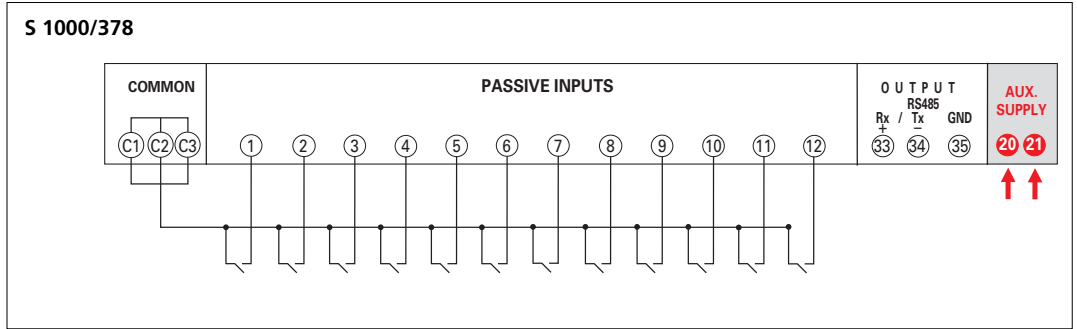 S 1000/378
COMMON
PASSIVE INPUTS
OUTPUT
RS485
Rx / Tx GND
+ −
AUX.
SUPPLY
C1 C2 C3 1 2 3 4 5 6 7 8 9 10 11 12 33 34 35 20 21